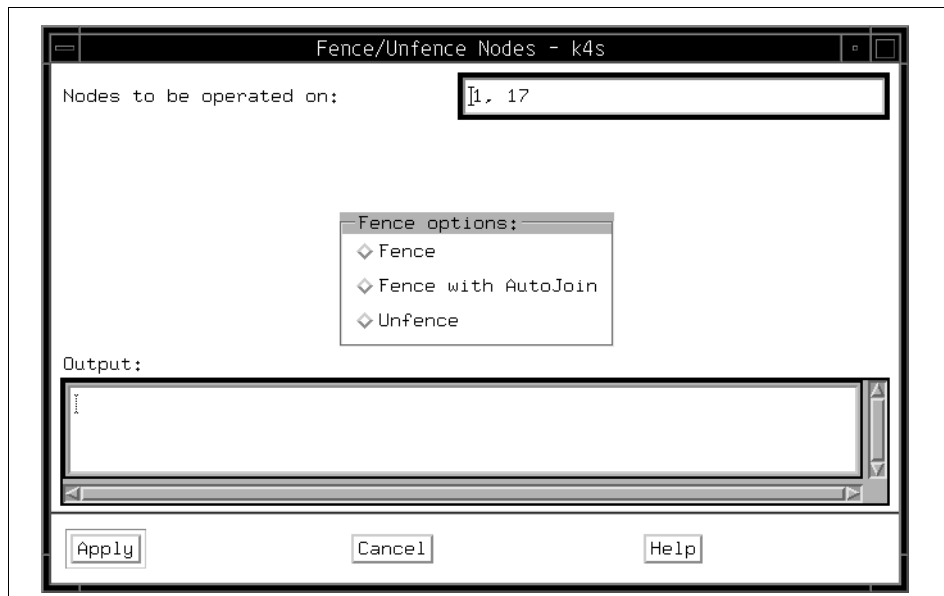 Fence/Unfence Nodes - k4s
Nodes to be operated on:
1, 17
Fence options:
Fence
Fence with AutoJoin
Unfence
Output:
Apply
Cancel
Help